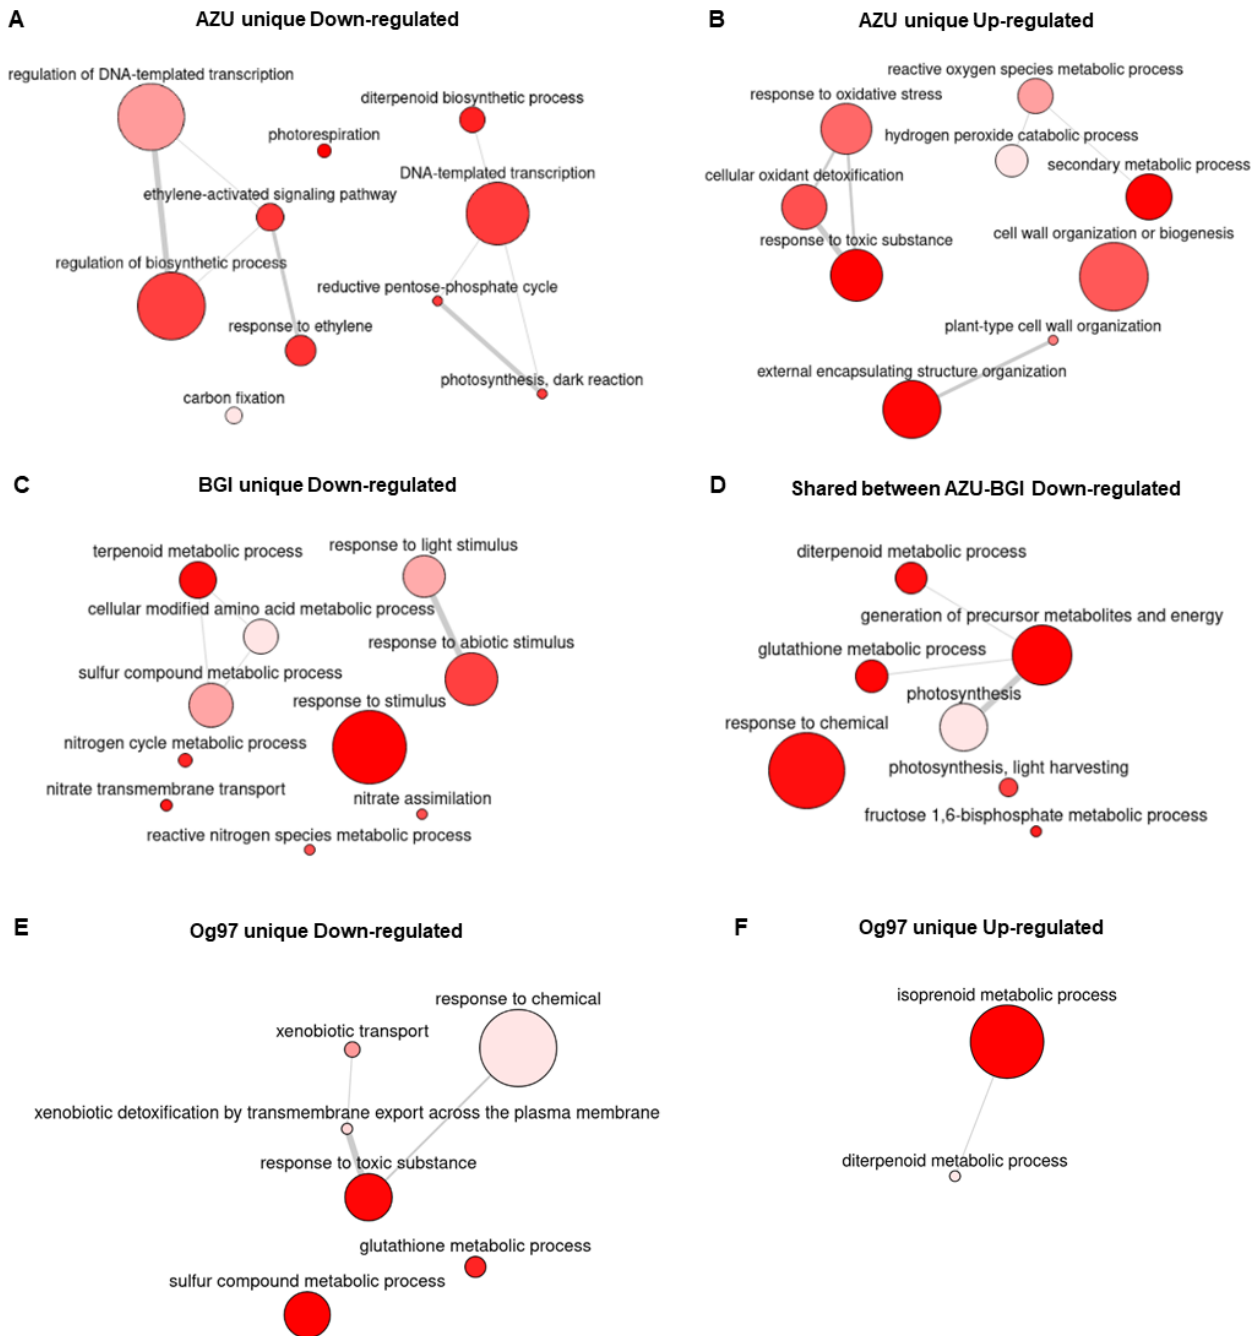 A
AZU unique Down-regulated
regulation of DNA-templated transcription
diterpenoid biosynthetic process
photorespiration
DNA-templated transcription
ethylene-activated signaling pathway
regulation of biosynthetic process
reductive pentose-phosphate cycle
response to ethylene
photosynthesis, dark reaction
carbon fixation
B
AZU unique Up-regulated
reactive oxygen species metabolic process
response to oxidative stress
hydrogen peroxide catabolic process
secondary metabolic process
cellular oxidant detoxification
cell wall organization or biogenesis
response to toxic substance
plant-type cell wall organization
external encapsulating structure organization
C
BGI unique Down-regulated
response to light stimulus
terpenoid metabolic process
cellular modified amino acid metabolic process
response to abiotic stimulus
sulfur compound metabolic process
response to stimulus
nitrogen cycle metabolic process
nitrate transmembrane transport
nitrate assimilation
reactive nitrogen species metabolic process
D
Shared between AZU-BGI Down-regulated
diterpenoid metabolic process
generation of precursor metabolites and energy
glutathione metabolic process
photosynthesis
response to chemical
photosynthesis, light harvesting
fructose 1,6-bisphosphate metabolic process
E
Og97 unique Down-regulated
response to chemical
xenobiotic transport
xenobiotic detoxification by transmembrane export across the plasma membrane
response to toxic substance
glutathione metabolic process
sulfur compound metabolic process
F
Og97 unique Up-regulated
isoprenoid metabolic process
diterpenoid metabolic process